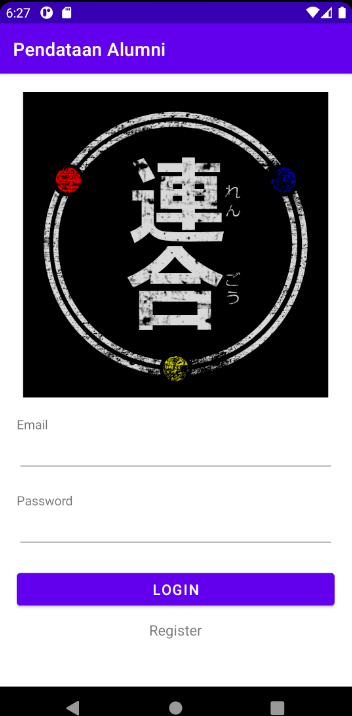 6:27
Pendataan Alumni
連合
れん
ごう
Email
Password
LOGIN
Register